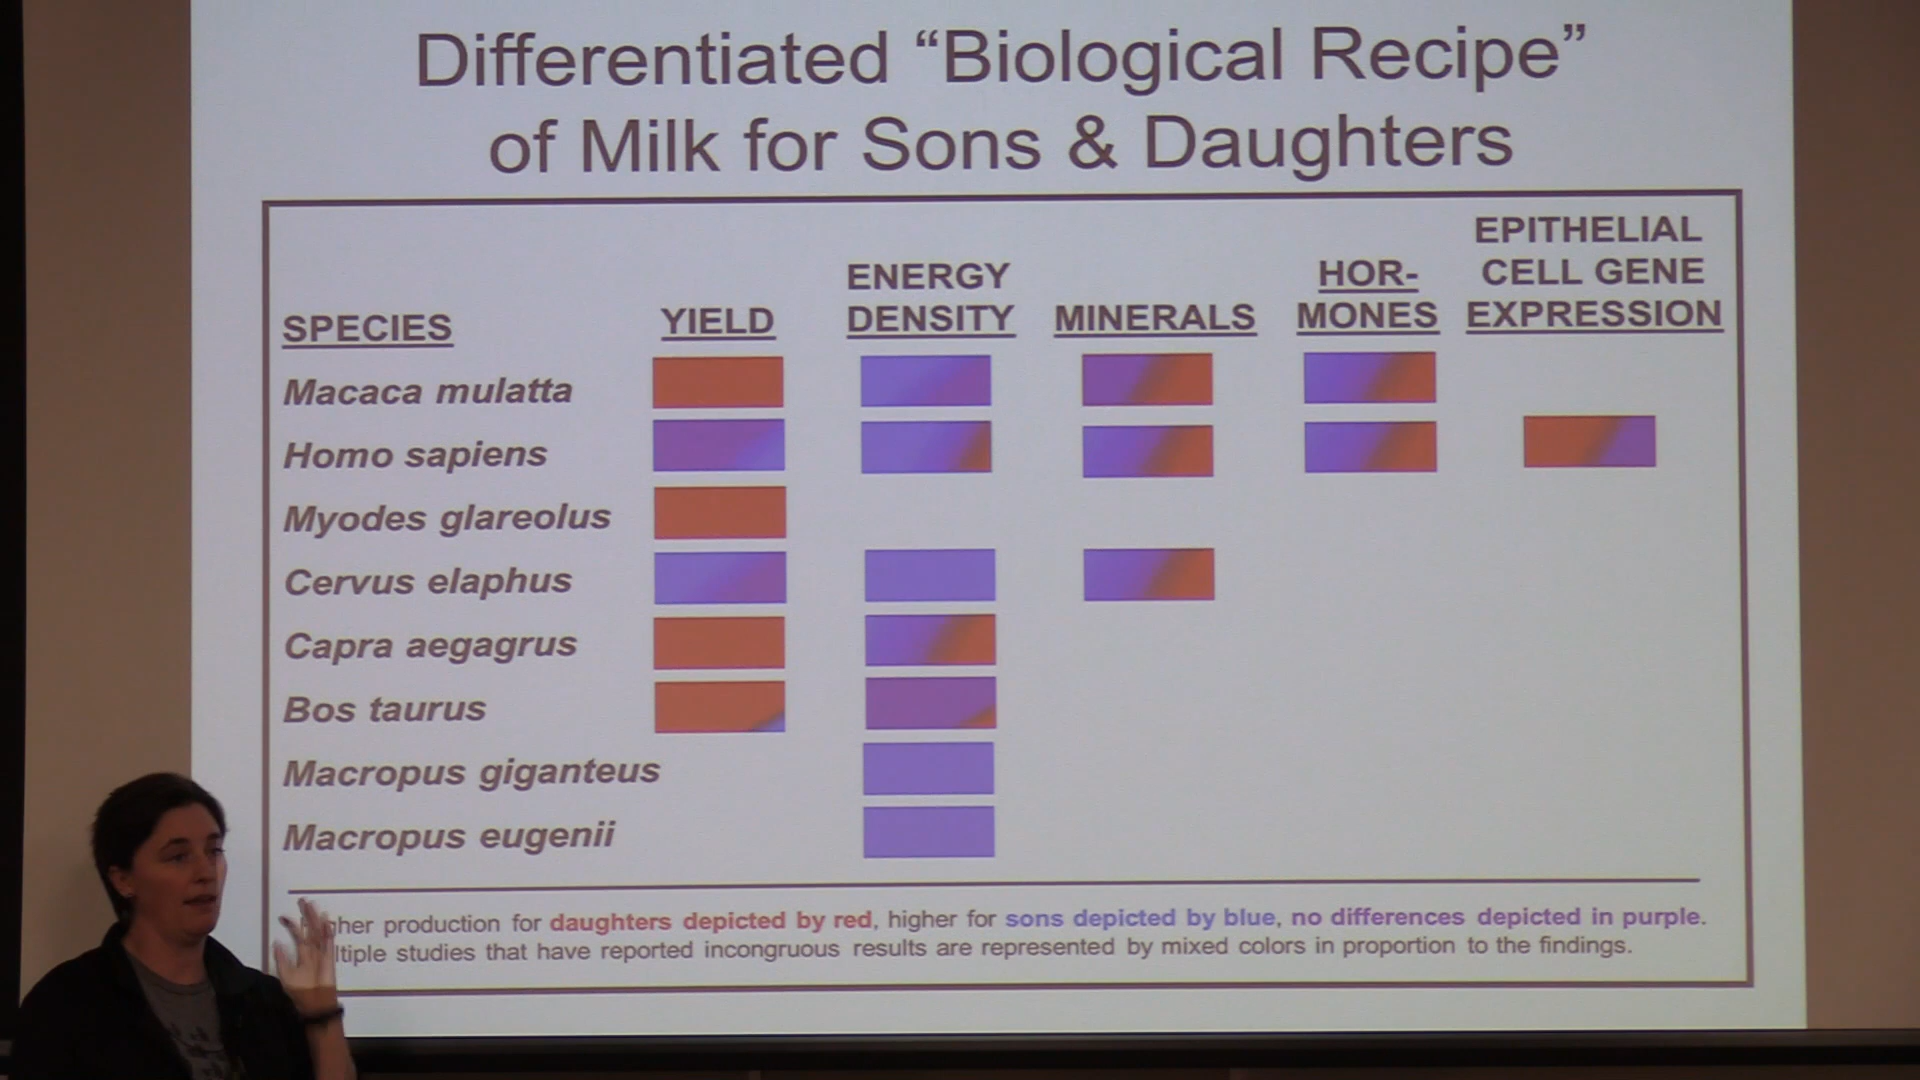 Differentiated “Biological Recipe”
of Milk for Sons & Daughters
SPECIES
YIELD
ENERGY
DENSITY
MINERALS
HOR-
MONES
EPITHELIAL
CELL GENE
EXPRESSION
Macaca mulatta
Homo sapiens
Myodes glareolus
Cervus elaphus
Capra aegagrus
Bos taurus
Macropus giganteus
Macropus eugenii
production for daughters depicted by red, higher for sons depicted by blue, no differences depicted in purple.
studies that have reported incongruous results are represented by mixed colors in proportion to the findings.